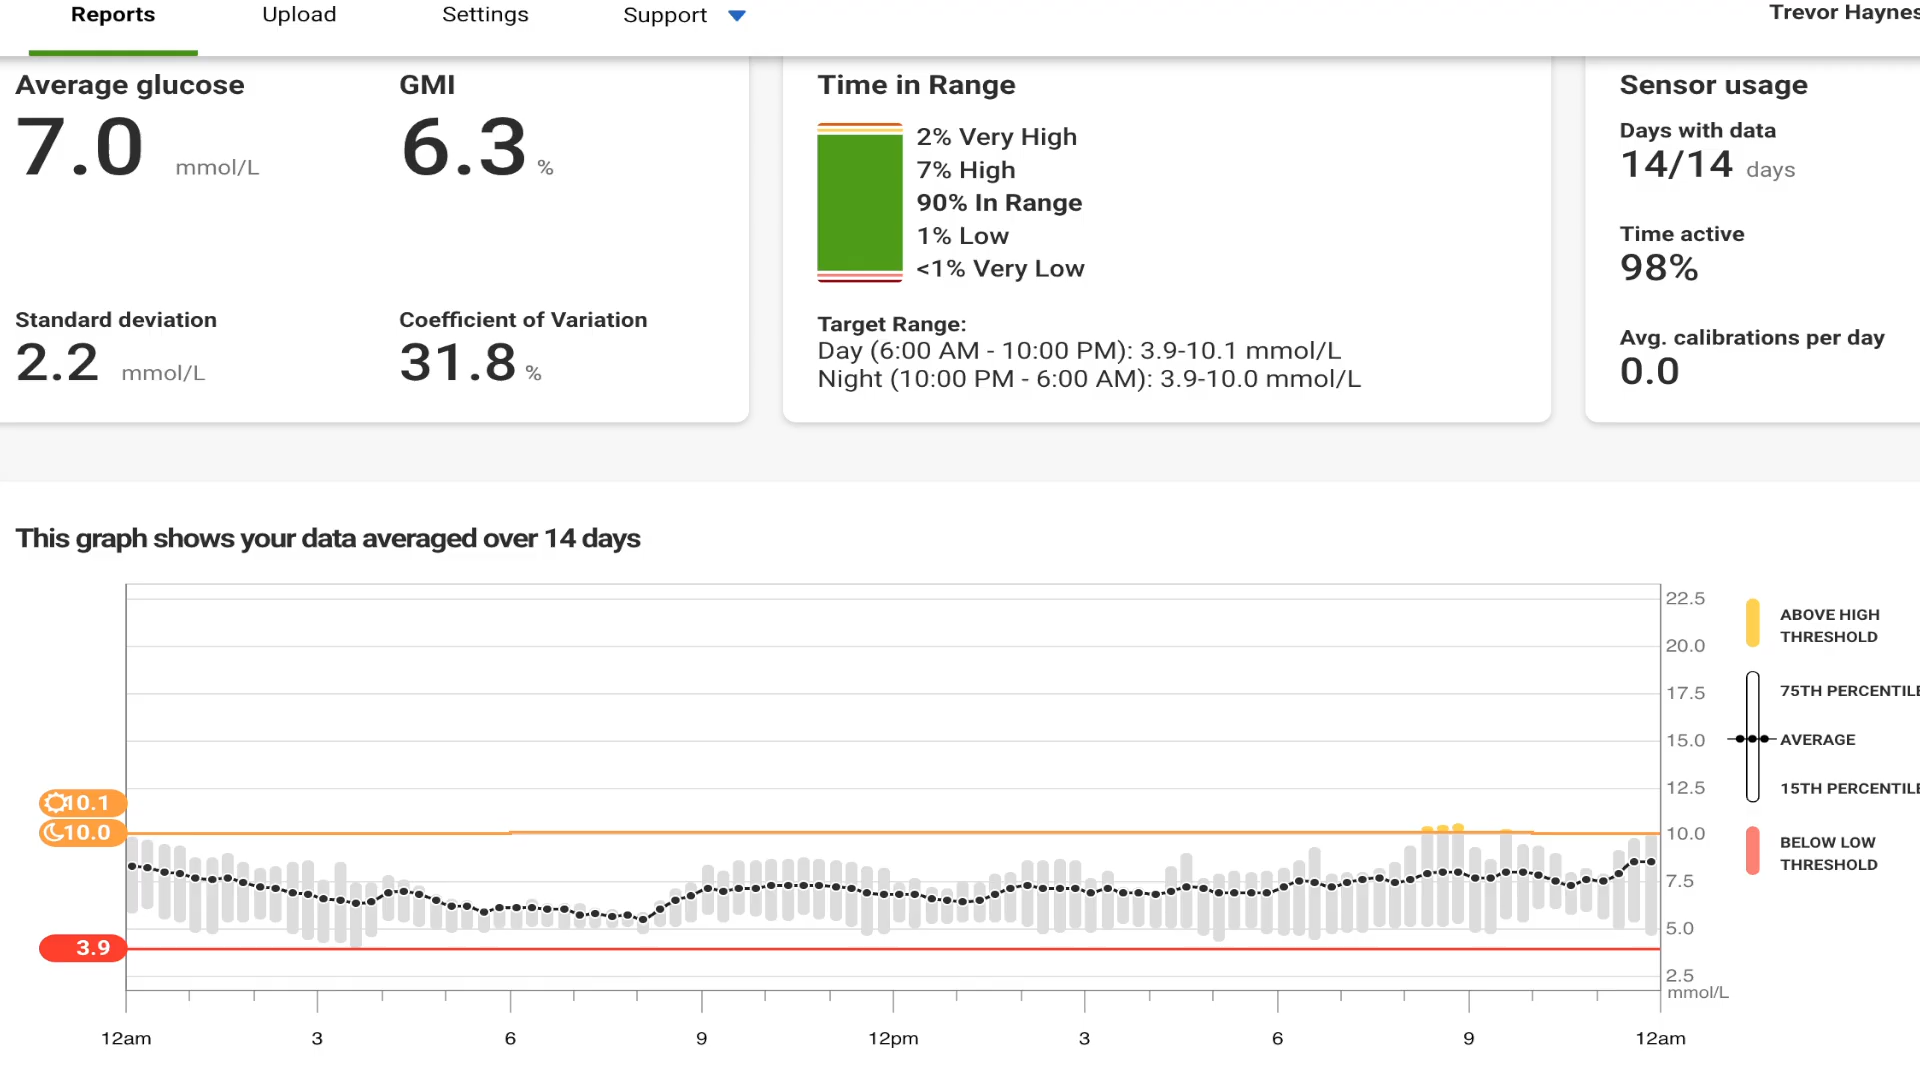 Reports
Upload
Settings
Support
Trevor Haynes
Average glucose
7.0 mmol/L
GMI
6.3 %
Standard deviation
2.2 mmol/L
Coefficient of Variation
31.8 %
Time in Range
2% Very High
7% High
90% In Range
1% Low
<1% Very Low
Target Range:
Day (6:00 AM - 10:00 PM): 3.9-10.1 mmol/L
Night (10:00 PM - 6:00 AM): 3.9-10.0 mmol/L
Sensor usage
Days with data
14/14 days
Time active
98%
Avg. calibrations per day
0.0
This graph shows your data averaged over 14 days
10.1
10.0
3.9
22.5
20.0
17.5
15.0
12.5
10.0
7.5
5.0
2.5
mmol/L
12am
3
6
9
12pm
3
6
9
12am
ABOVE HIGH
THRESHOLD
75TH PERCENTILE
AVERAGE
15TH PERCENTILE
BELOW LOW
THRESHOLD